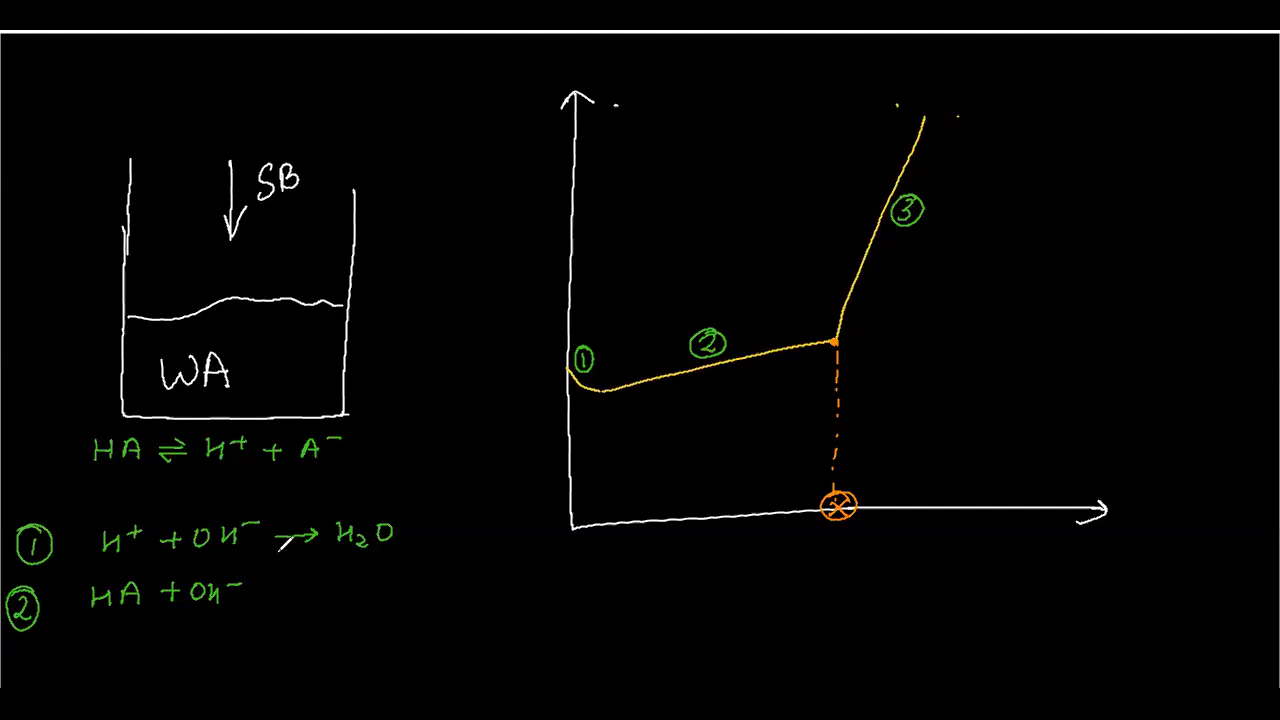 SB
WA
HA ⇌ H⁺ + A⁻
① H⁺ + OH⁻ → H₂O
② HA + OH⁻
①
②
③